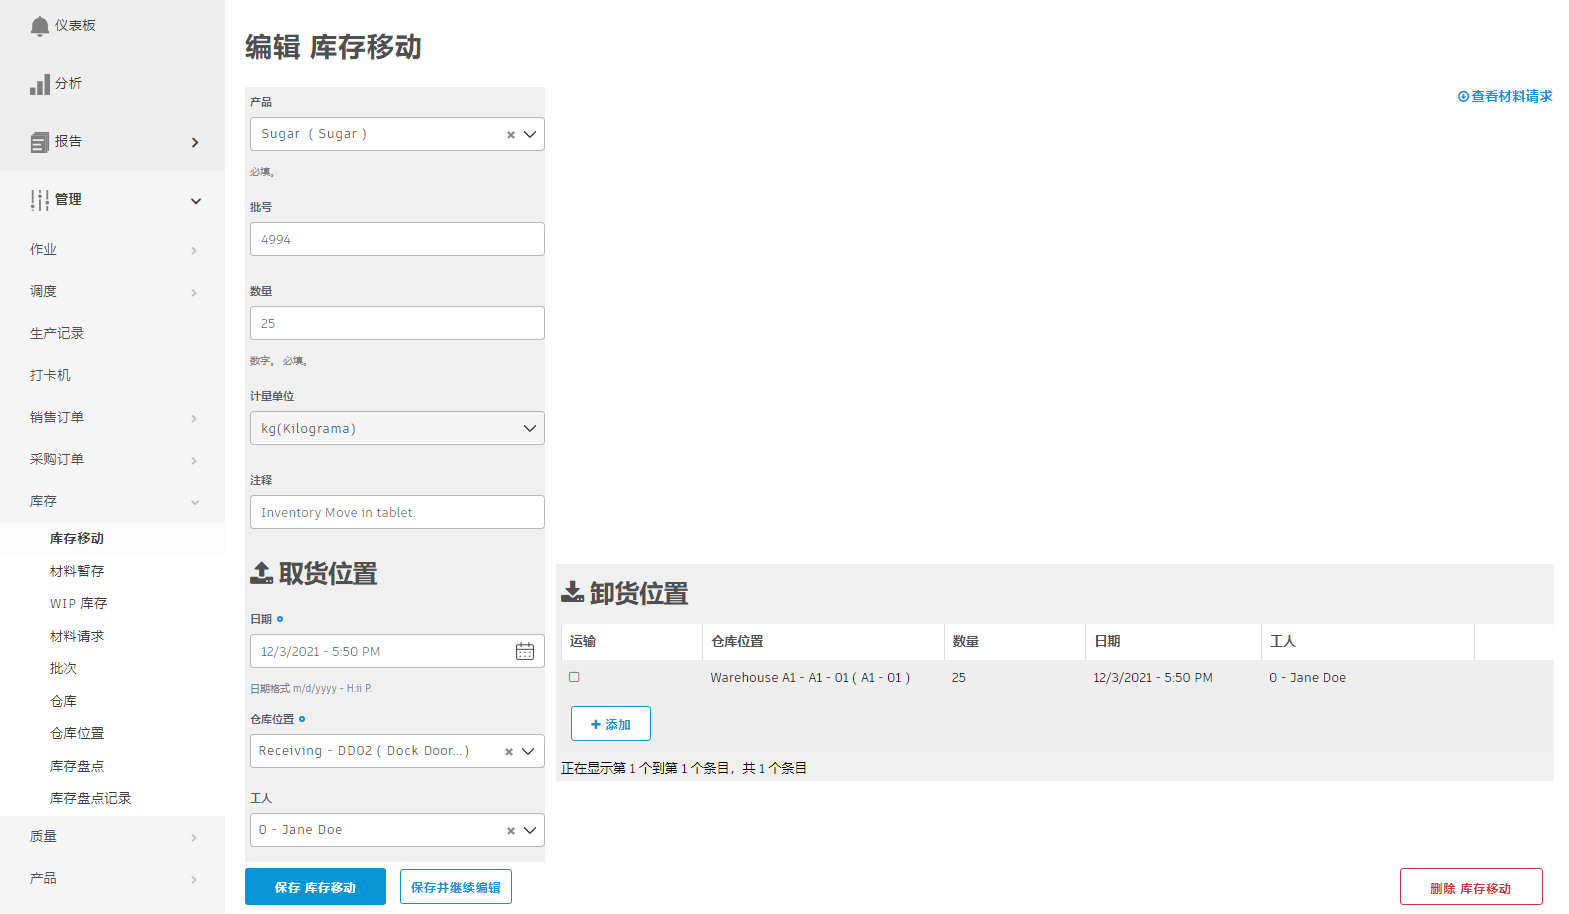 仪表板
分析
报告
管理
作业
调度
生产记录
打卡机
销售订单
采购订单
库存
库存移动
材料暂存
WIP 库存
材料请求
批次
仓库
仓库位置
库存盘点
库存盘点记录
质量
产品
编辑 库存移动
查看材料请求
产品
Sugar ( Sugar )
必填。
批号
4994
数量
25
数字。 必填。
计量单位
kg(Kilograma)
注释
Inventory Move in tablet.
取货位置
日期
12/3/2021 - 5:50 PM
日期格式 m/d/yyyy - H:ii P.
仓库位置
Receiving - DD02 ( Dock Door... )
工人
0 - Jane Doe
卸货位置
运输 仓库位置 数量 日期 工人
Warehouse A1 - A1 - 01 ( A1 - 01 ) 25 12/3/2021 - 5:50 PM 0 - Jane Doe
+ 添加
正在显示第 1 个到第 1 个条目，共 1 个条目
保存 库存移动
保存并继续编辑
删除 库存移动